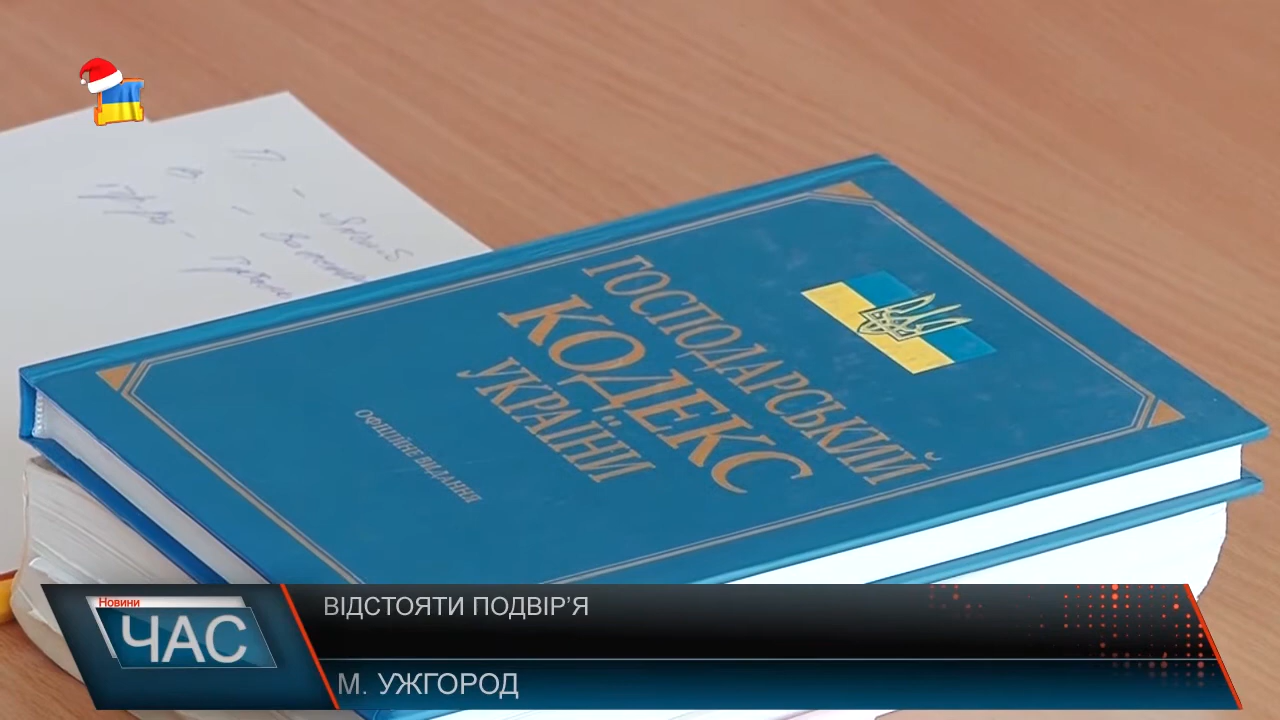 ГОСПОДАРСЬКИЙ
КОДЕКС
УКРАЇНИ
ОФІЦІЙНЕ ВИДАННЯ
Новини
ЧАС
ВІДСТОЯТИ ПОДВІР’Я
М. УЖГОРОД